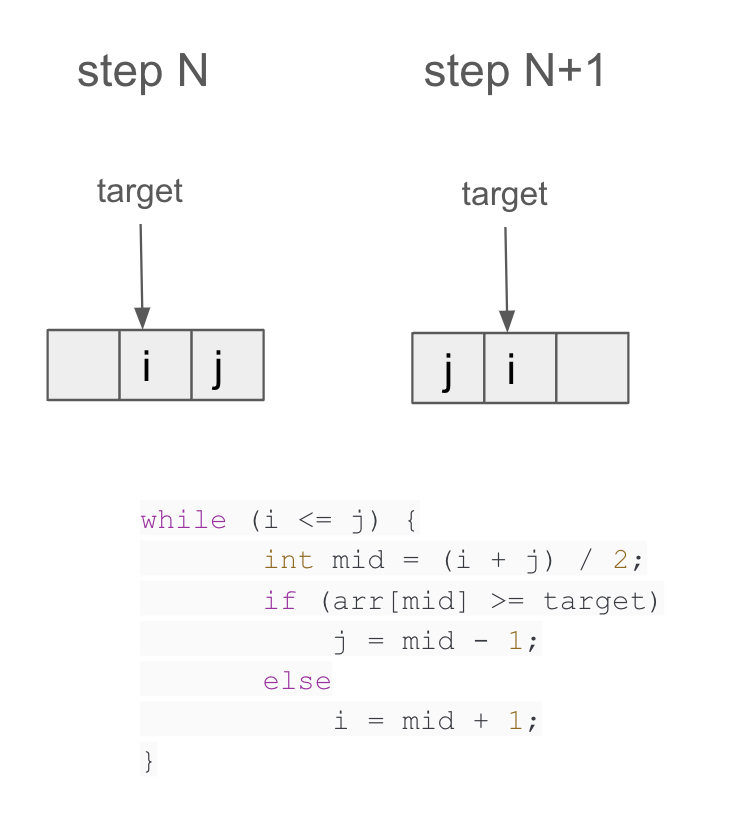 step N
step N+1
target
target
i j
j i
while (i <= j) {
        int mid = (i + j) / 2;
        if (arr[mid] >= target)
            j = mid - 1;
        else
            i = mid + 1;
}